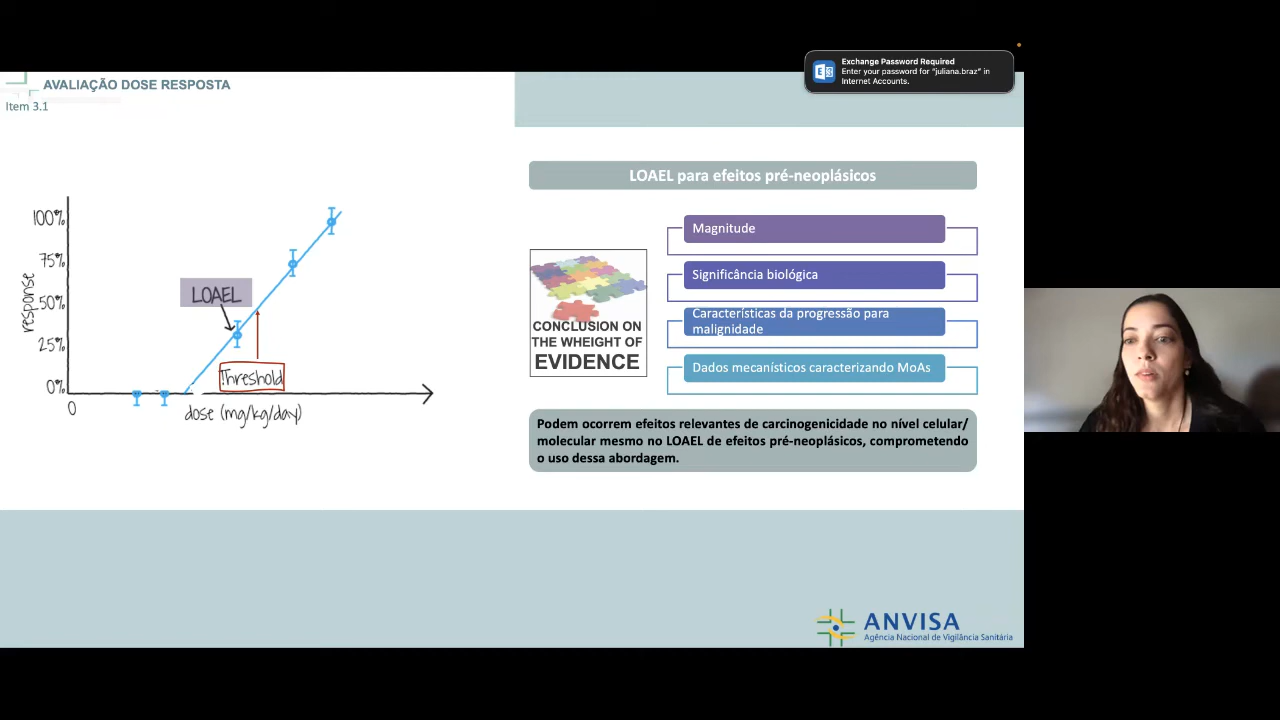 Exchange Password Required
Enter your password for "juliana.braz" in
Internet Accounts.
AVALIAÇÃO DOSE RESPOSTA
Item 3.1
100%
75%
50%
25%
0%
0
response
LOAEL
!Threshold
dose (mg/kg/day)
LOAEL para efeitos pré-neoplásicos
CONCLUSION ON
THE WHEIGHT OF
EVIDENCE
Magnitude
Significância biológica
Características da progressão para
malignidade
Dados mecanísticos caracterizando MoAs
Podem ocorrem efeitos relevantes de carcinogenicidade no nível celular/
molecular mesmo no LOAEL de efeitos pré-neoplásicos, comprometendo
o uso dessa abordagem.
ANVISA
Agência Nacional de Vigilância Sanitária